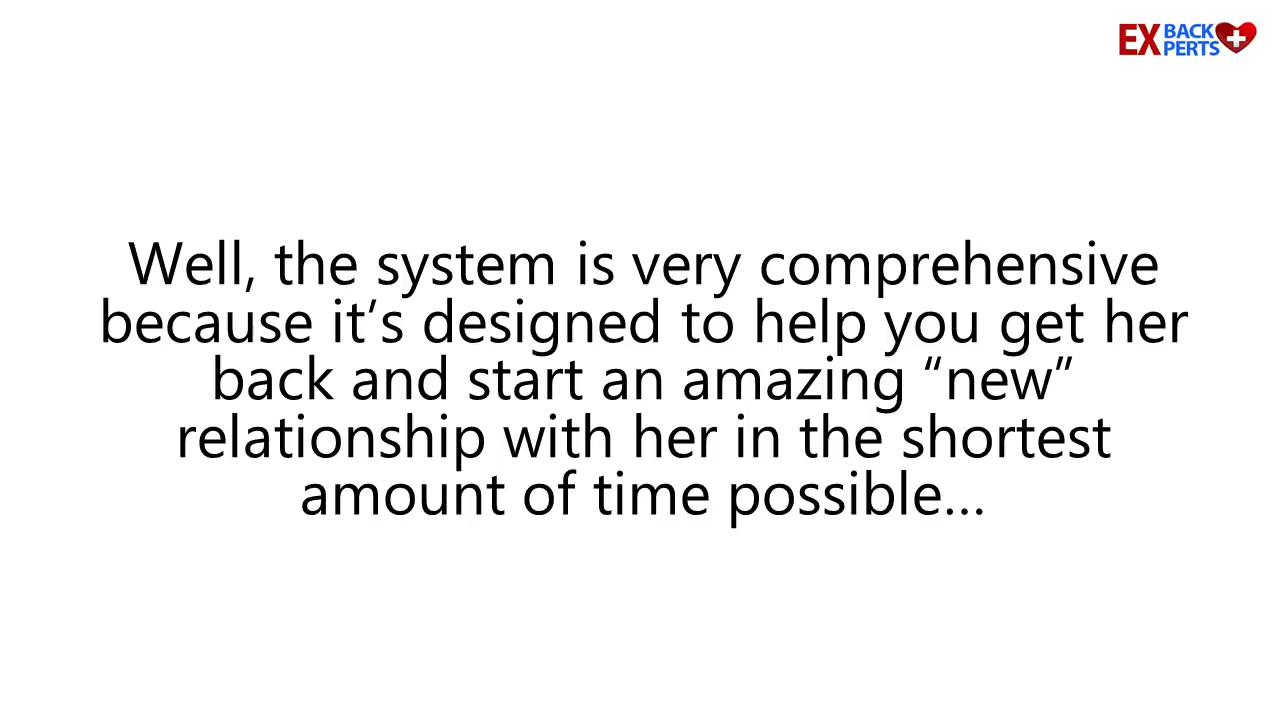 EX BACK
PERTS
Well, the system is very comprehensive
because it’s designed to help you get her
back and start an amazing “new”
relationship with her in the shortest
amount of time possible…